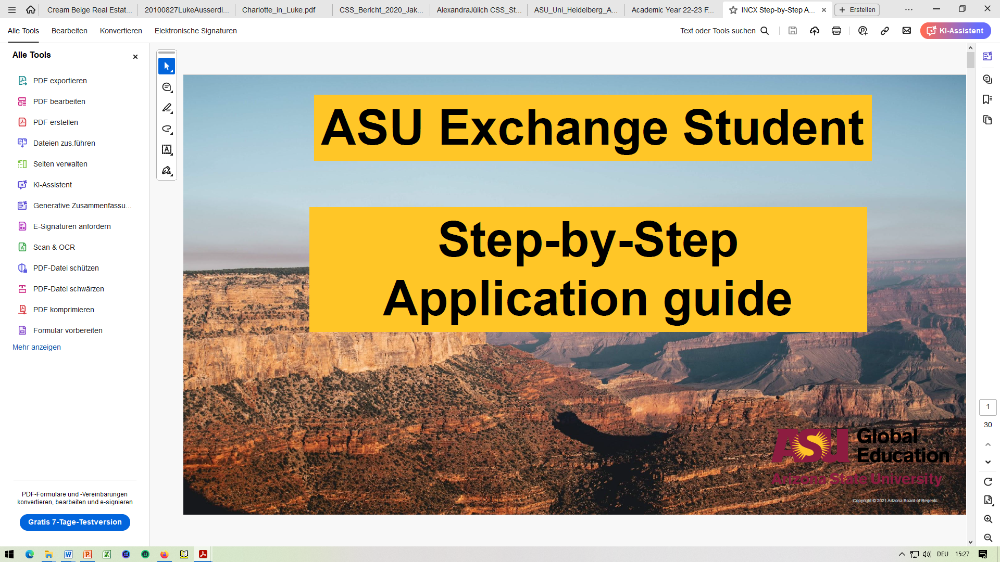 Cream Beige Real Estat...
20100827LukeAusserdi...
Charlotte_in_Luke.pdf
CSS_Bericht_2020_Jak...
AlexandraJülich CSS_St...
ASU_Uni_Heidelberg_A...
Academic Year 22-23 F...
INCX Step-by-Step A...
Erstellen
Alle Tools
Bearbeiten
Konvertieren
Elektronische Signaturen
Text oder Tools suchen
KI-Assistent
Alle Tools
PDF exportieren
PDF bearbeiten
PDF erstellen
Dateien zus.führen
Seiten verwalten
KI-Assistent
Generative Zusammenfassu...
E-Signaturen anfordern
Scan & OCR
PDF-Datei schützen
PDF-Datei schwärzen
PDF komprimieren
Formular vorbereiten
Mehr anzeigen
PDF-Formulare und -Vereinbarungen
konvertieren, bearbeiten und e-signieren
Gratis 7-Tage-Testversion
ASU Exchange Student
Step-by-Step
Application guide
ASU Global
Education
Arizona State University
Copyright © 2021 Arizona Board of Regents
1
30
DEU
15:27